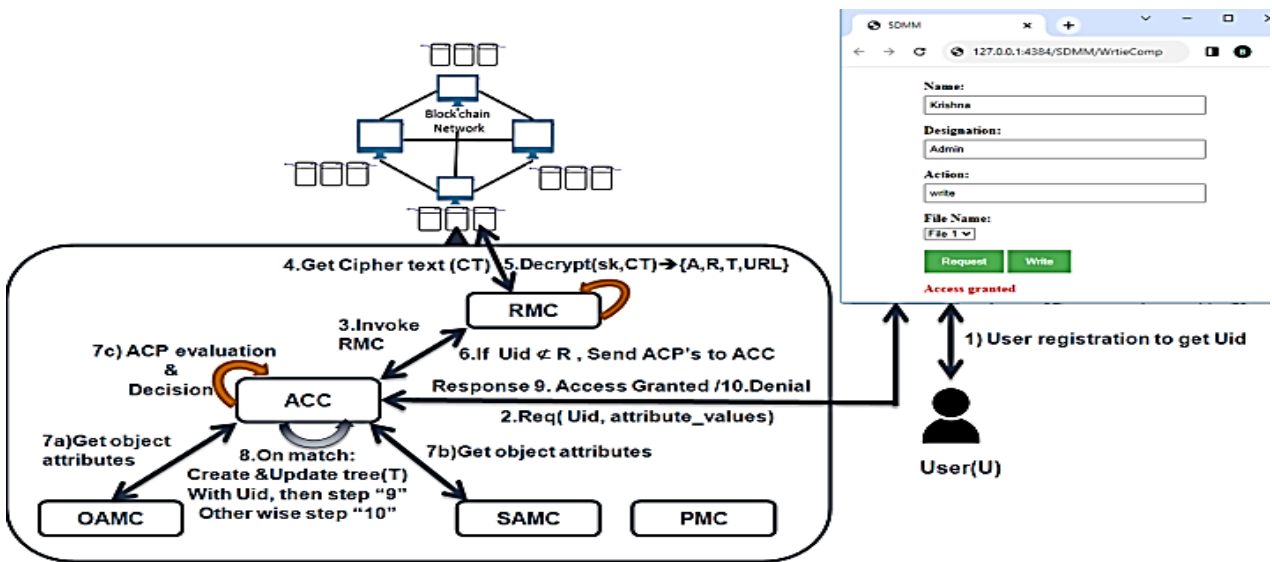 SDMM
127.0.0.1:4384/SDMM/WrtieComp
B
Name:
Krishna
Designation:
Admin
Action:
write
File Name:
File 1
Request Write
Access granted
Block chain
Network
4.Get Cipher text (CT)
5.Decrypt(sk,CT)➔{A,R,T,URL}
RMC
3.Invoke
RMC
6.If Uid ⊄ R , Send ACP's to ACC
7c) ACP evaluation
&
Decision
ACC
Response 9. Access Granted /10.Denial
2.Req( Uid, attribute_values)
1) User registration to get Uid
User(U)
7a)Get object
attributes
8.On match:
Create &Update tree(T)
With Uid, then step “9”
Other wise step “10”
7b)Get object attributes
OAMC
SAMC
PMC